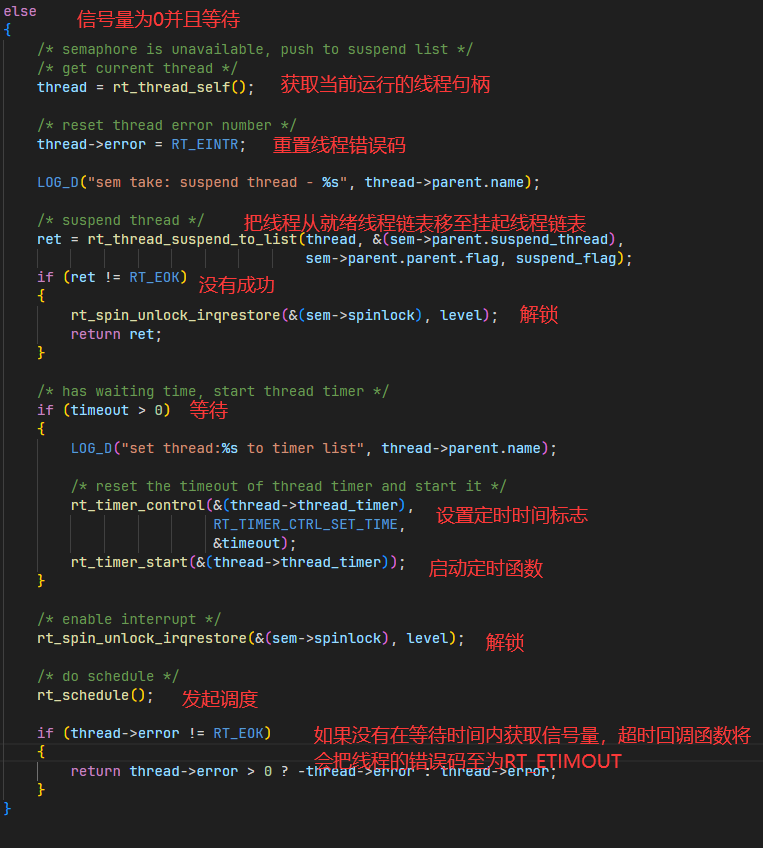 else 信号量为0并且等待
{
/* semaphore is unavailable, push to suspend list */
/* get current thread */
thread = rt_thread_self(); 获取当前运行的线程句柄
/* reset thread error number */
thread->error = RT_EINTR; 重置线程错误码
LOG_D("sem take: suspend thread - %s", thread->parent.name);
/* suspend thread */ 把线程从就绪线程链表移至挂起线程链表
ret = rt_thread_suspend_to_list(thread, &(sem->parent.suspend_thread),
sem->parent.parent.flag, suspend_flag);
if (ret != RT_EOK) 没有成功
{
rt_spin_unlock_irqrestore(&(sem->spinlock), level); 解锁
return ret;
}
/* has waiting time, start thread timer */
if (timeout > 0) 等待
{
LOG_D("set thread:%s to timer list", thread->parent.name);
/* reset the timeout of thread timer and start it */
rt_timer_control(&(thread->thread_timer), 设置定时时间标志
RT_TIMER_CTRL_SET_TIME,
&timeout);
rt_timer_start(&(thread->thread_timer)); 启动定时函数
}
/* enable interrupt */
rt_spin_unlock_irqrestore(&(sem->spinlock), level); 解锁
/* do schedule */
rt_schedule(); 发起调度
if (thread->error != RT_EOK) 如果没有在等待时间内获取信号量，超时回调函数将
{ 会把线程的错误码至为RT_ETIMOUT
return thread->error > 0 ? -thread->error : thread->error;
}
}